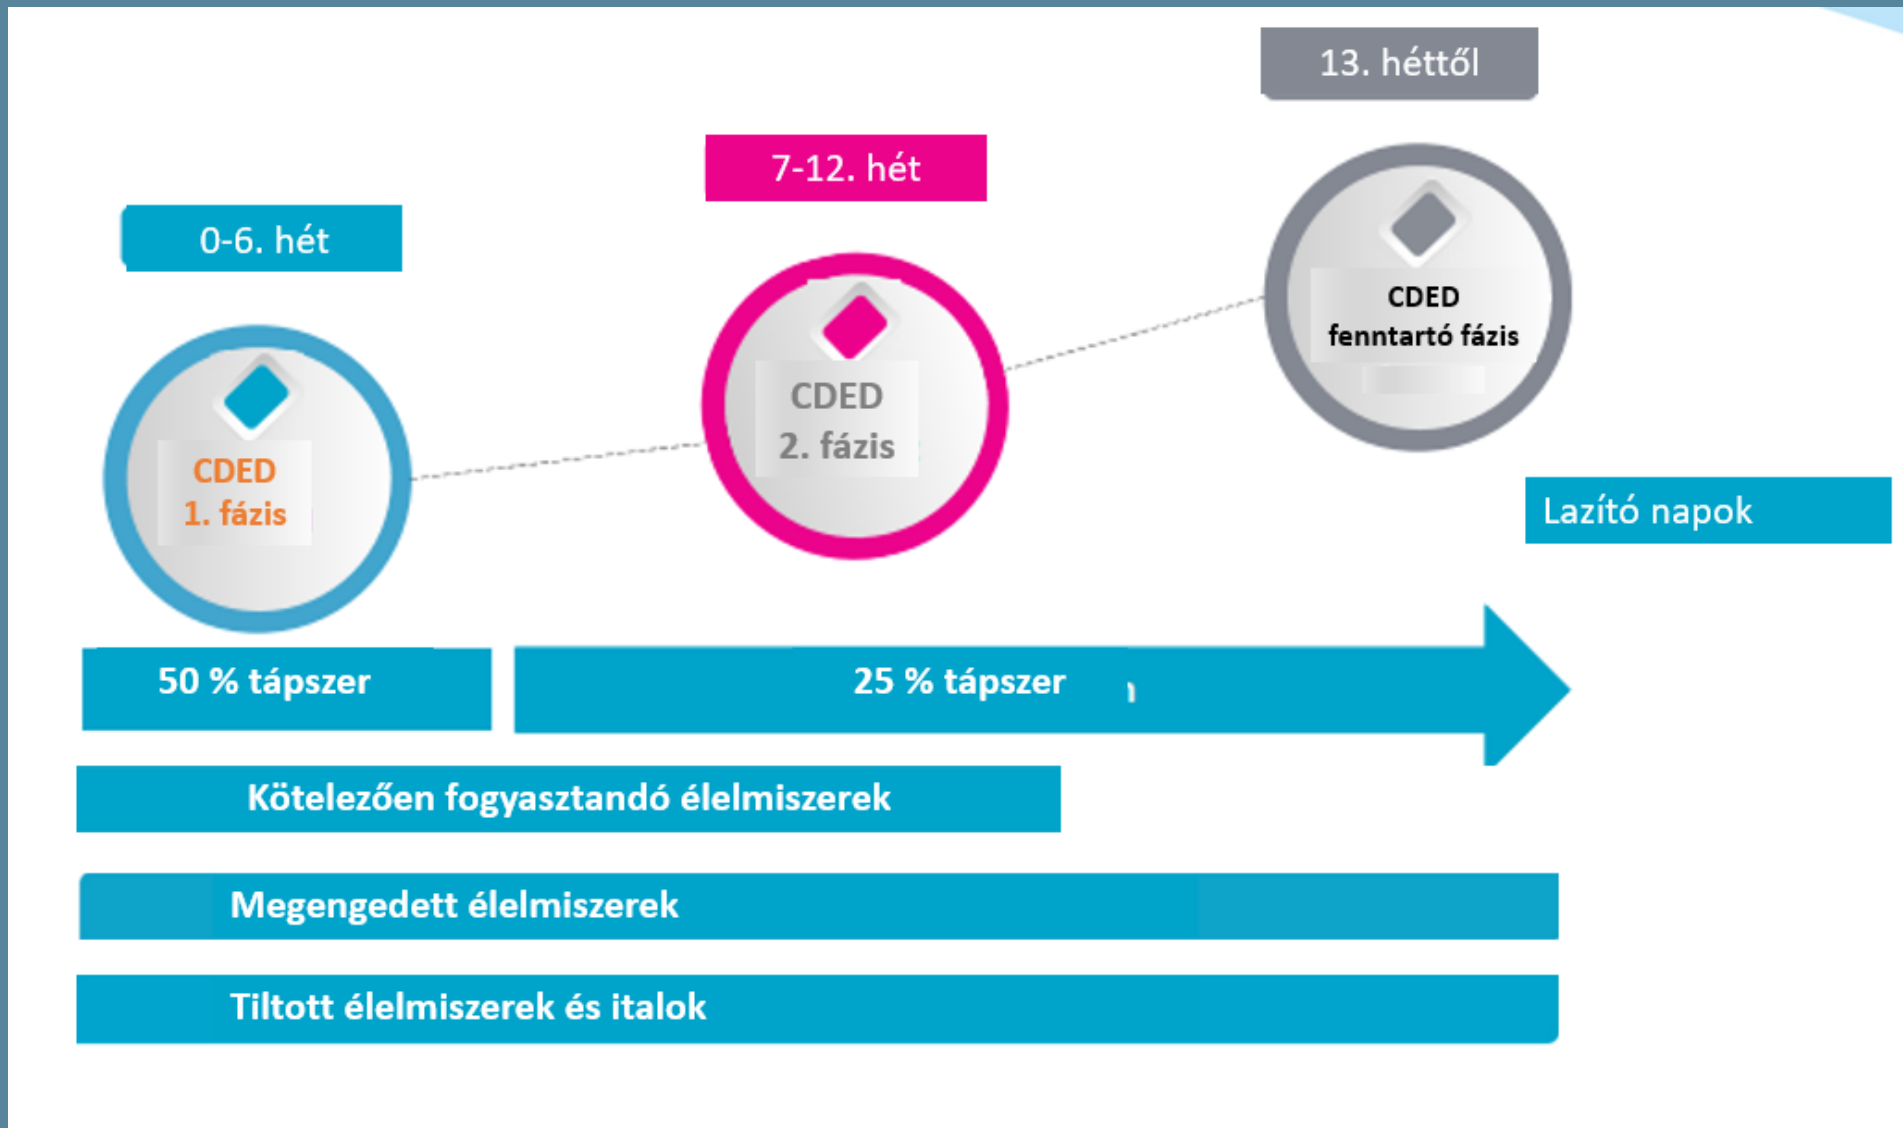 13. héttől
7-12. hét
0-6. hét
CDED
fenntartó fázis
CDED
2. fázis
CDED
1. fázis
Lazító napok
50 % tápszer
25 % tápszer
Kötelezően fogyasztandó élelmiszerek
Megengedett élelmiszerek
Tiltott élelmiszerek és italok